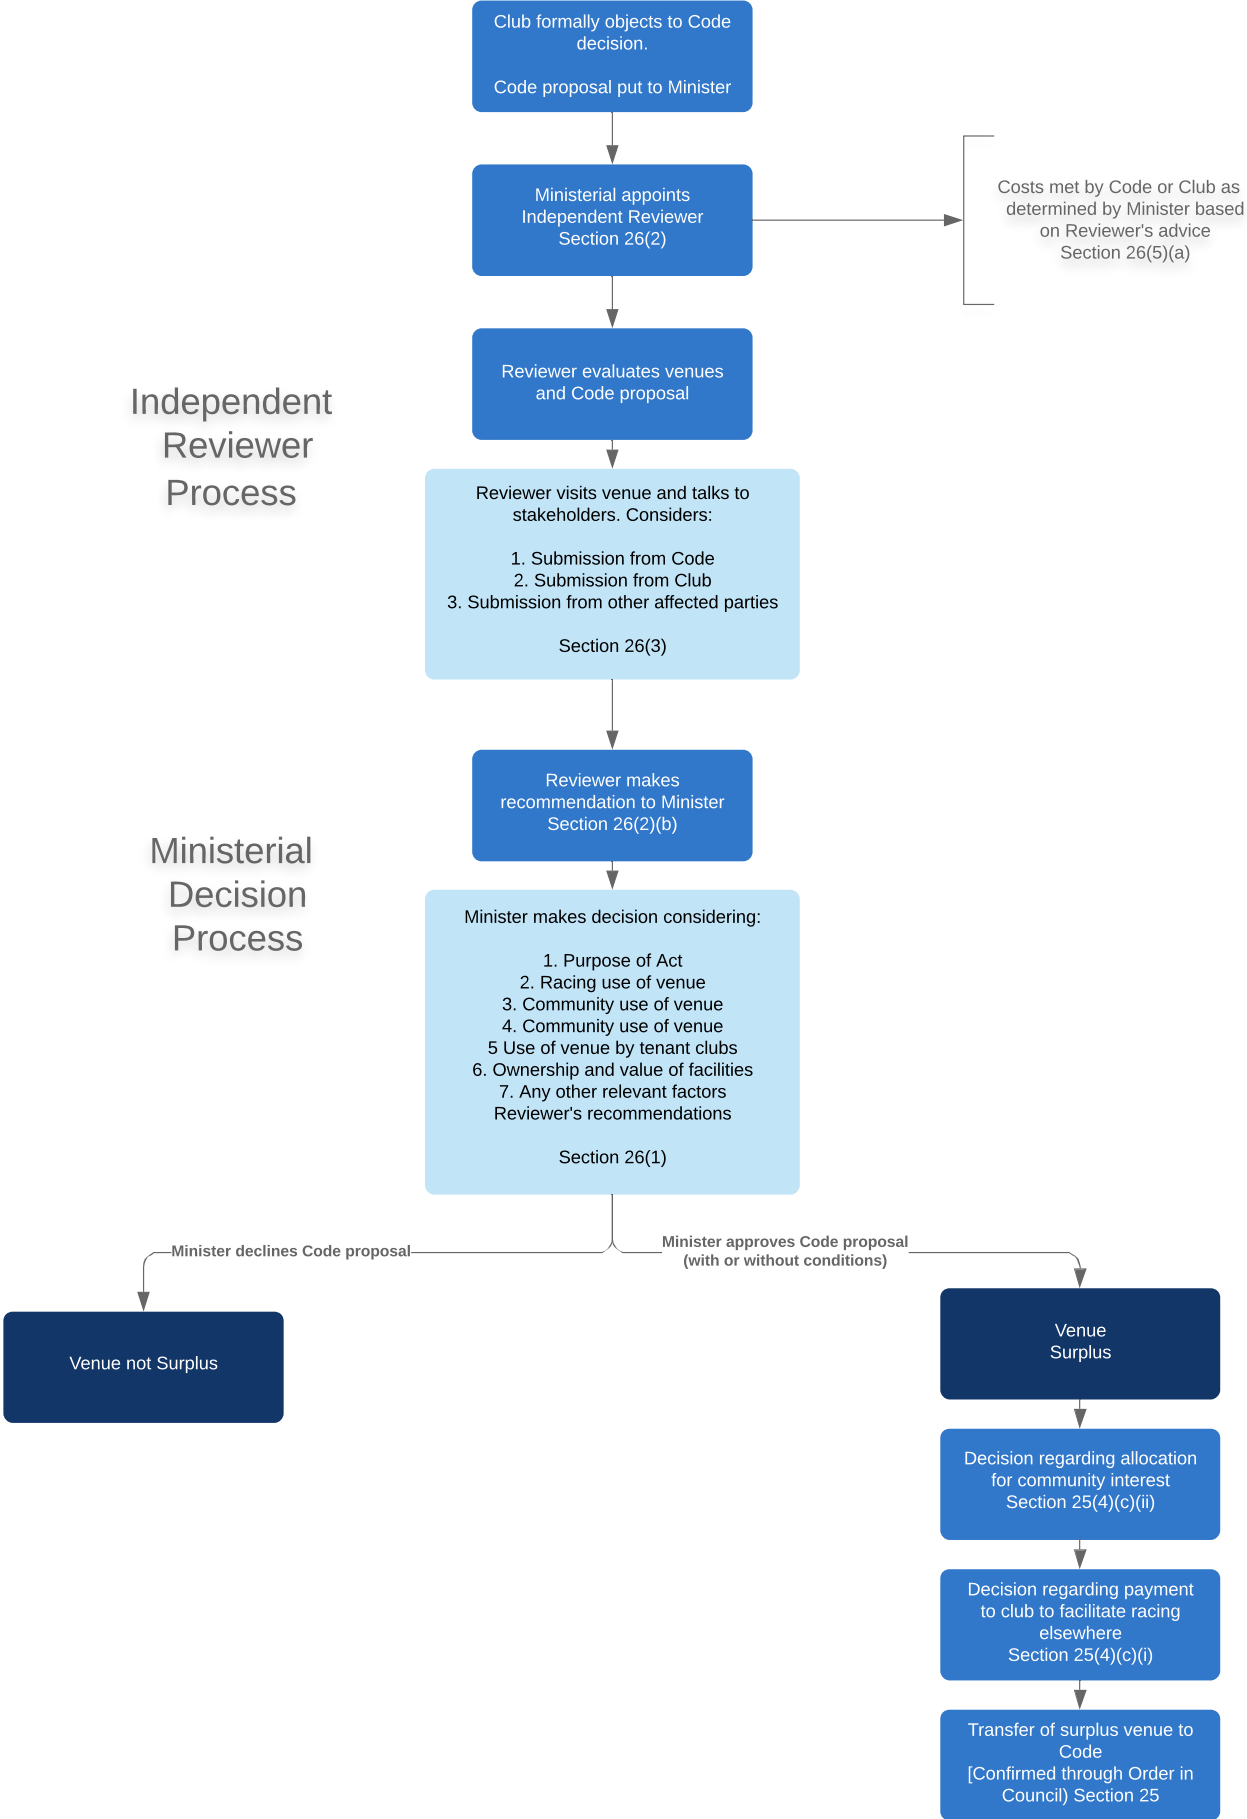 Club formally objects to Code
decision.
Code proposal put to Minister
Ministerial appoints
Independent Reviewer
Section 26(2)
Costs met by Code or Club as
determined by Minister based
on Reviewer's advice
Section 26(5)(a)
Reviewer evaluates venues
and Code proposal
Independent
Reviewer
Process
Reviewer visits venue and talks to
stakeholders. Considers:
1. Submission from Code
2. Submission from Club
3. Submission from other affected parties
Section 26(3)
Reviewer makes
recommendation to Minister
Section 26(2)(b)
Ministerial
Decision
Process
Minister makes decision considering:
1. Purpose of Act
2. Racing use of venue
3. Community use of venue
4. Community use of venue
5 Use of venue by tenant clubs
6. Ownership and value of facilities
7. Any other relevant factors
Reviewer's recommendations
Section 26(1)
Minister declines Code proposal
Minister approves Code proposal
(with or without conditions)
Venue not Surplus
Venue
Surplus
Decision regarding allocation
for community interest
Section 25(4)(c)(ii)
Decision regarding payment
to club to facilitate racing
elsewhere
Section 25(4)(c)(i)
Transfer of surplus venue to
Code
[Confirmed through Order in
Council) Section 25